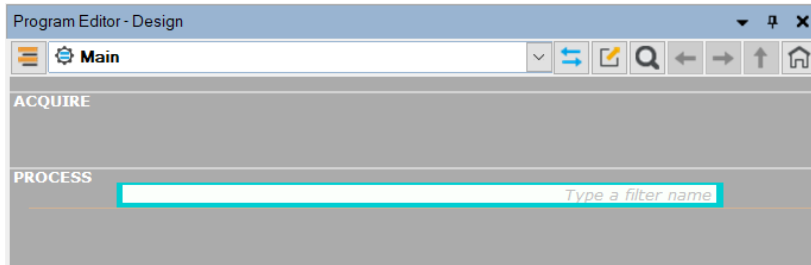 Program Editor - Design
Main
ACQUIRE
PROCESS
Type a filter name